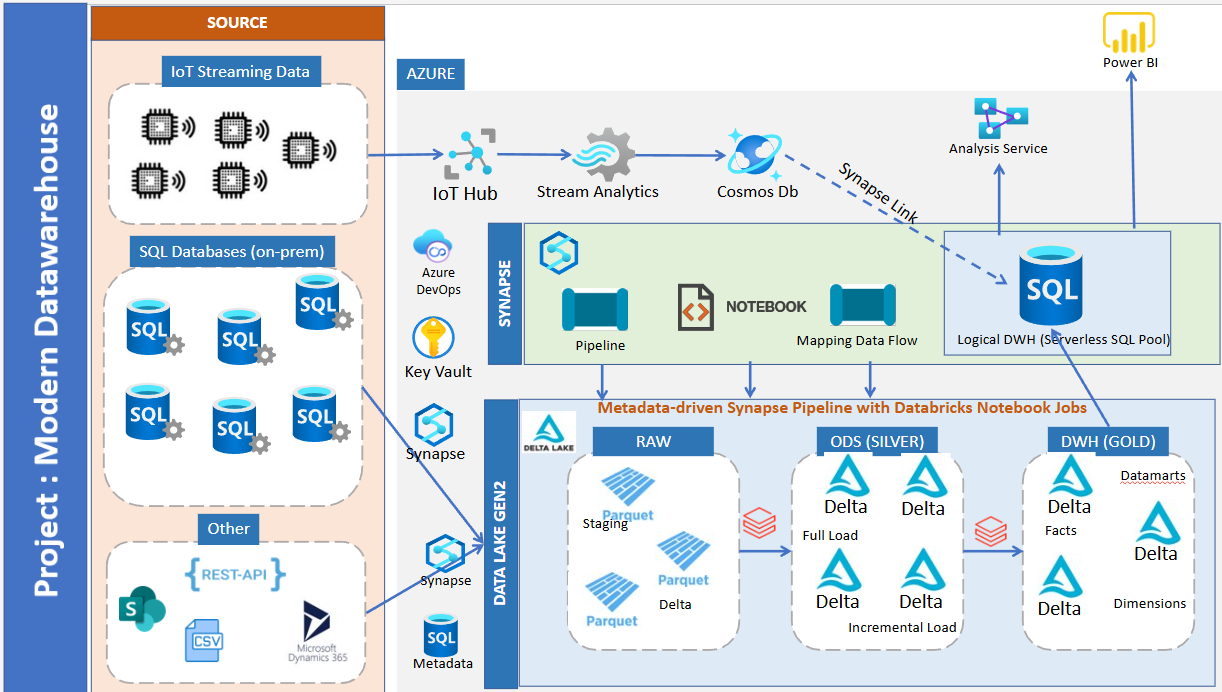 Project : Modern Datawarehouse
SOURCE
IoT Streaming Data
SQL Databases (on-prem)
SQL
SQL
SQL
SQL
SQL
SQL
Other
{REST-API}
S
CSV
Microsoft
Dynamics 365
AZURE
IoT Hub
Stream Analytics
Cosmos Db
Synapse Link
Analysis Service
Power BI
Azure
DevOps
Key Vault
Synapse
Synapse
SQL
Metadata
SYNAPSE
Pipeline
NOTEBOOK
Mapping Data Flow
SQL
Logical DWH (Serverless SQL Pool)
DATA LAKE GEN2
DELTA LAKE
Metadata-driven Synapse Pipeline with Databricks Notebook Jobs
RAW
Parquet
Staging
Parquet
Delta
Parquet
ODS (SILVER)
Delta
Delta
Full Load
Delta
Delta
Incremental Load
DWH (GOLD)
Datamarts
Delta
Facts
Delta
Delta
Dimensions